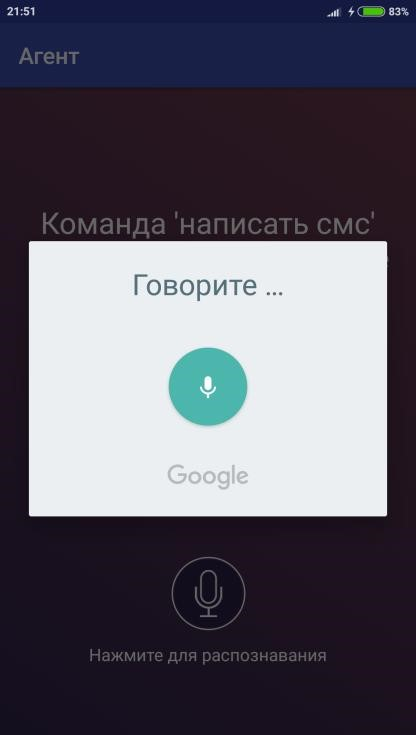 21:51
83%
Агент
Команда 'написать смс'
Говорите ...
Google
Нажмите для распознавания